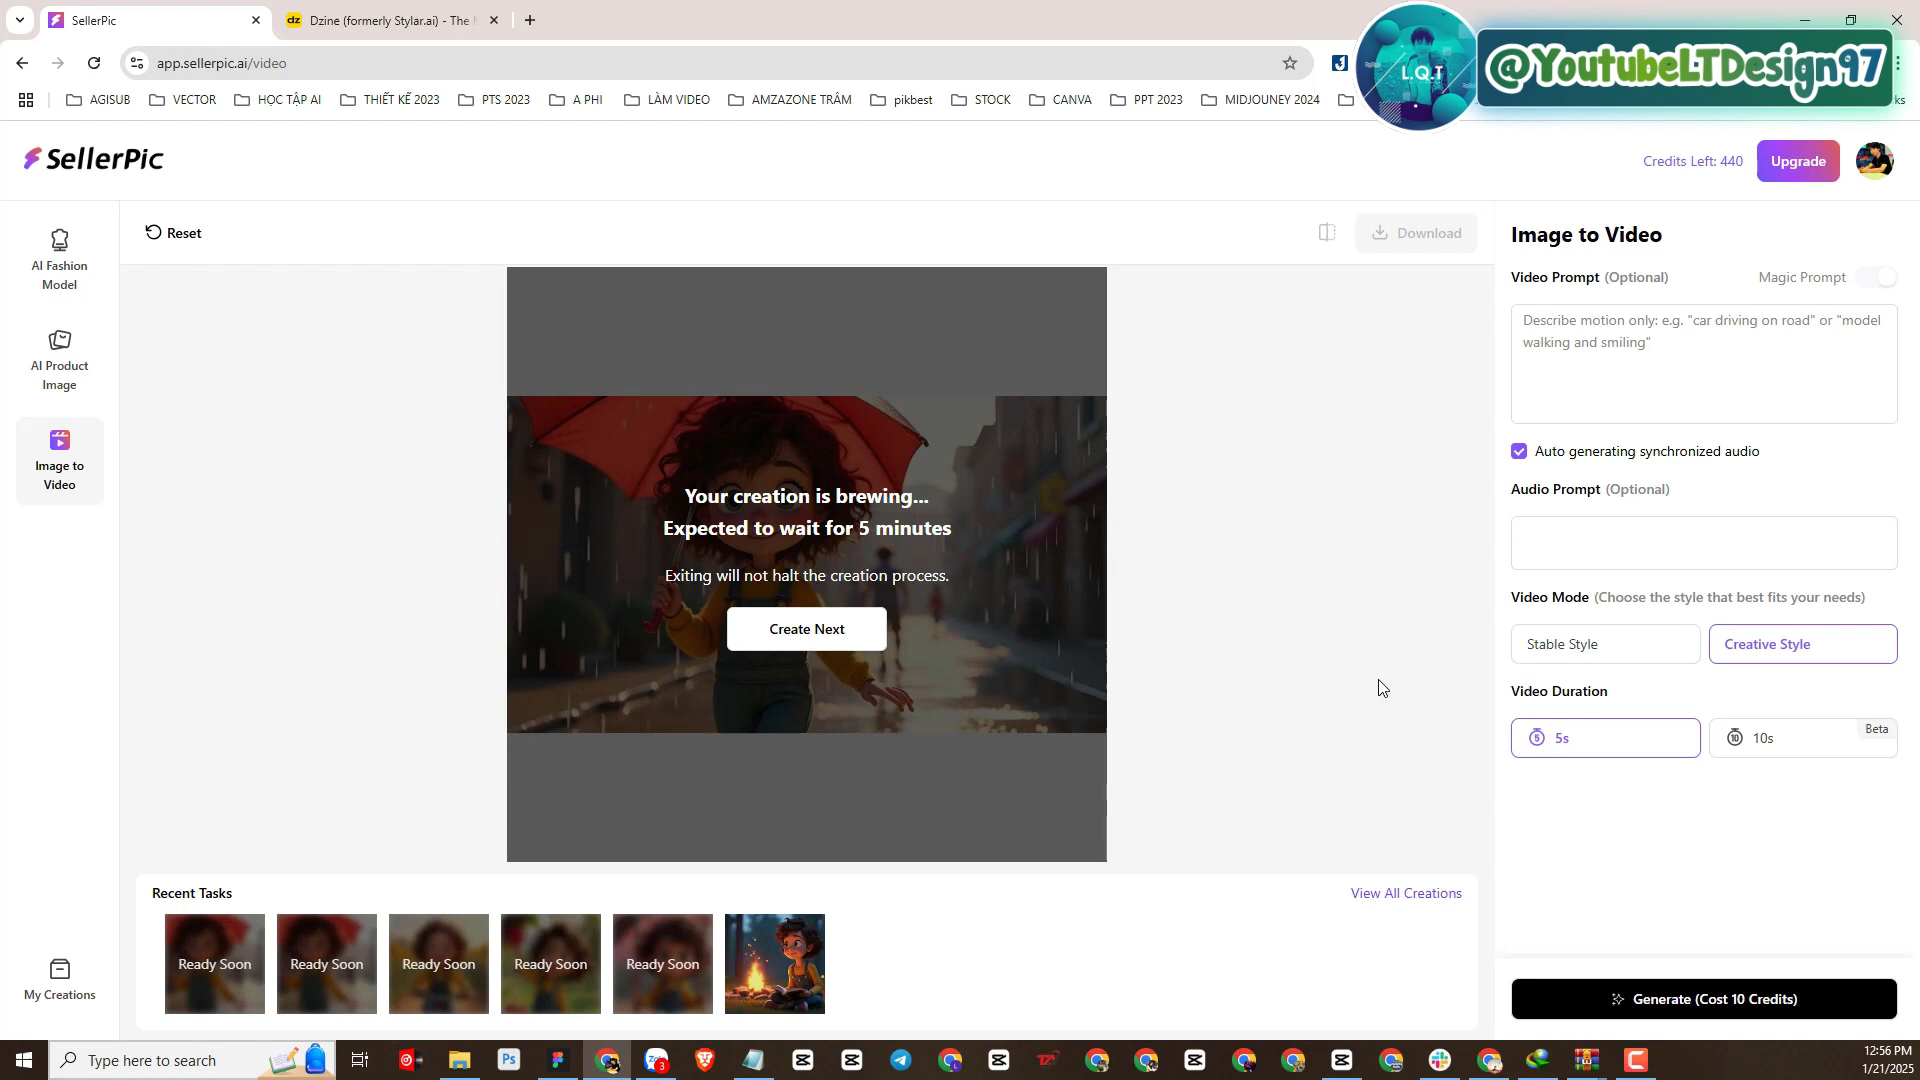 SellerPic
Dzine (formerly Stylar.ai) - The
app.sellerpic.ai/video
AGISUB
VECTOR
HỌC TẬP AI
THIẾT KẾ 2023
PTS 2023
A PHI
LÀM VIDEO
AMZAZONE TRÂM
pikbest
STOCK
CANVA
PPT 2023
MIDJOUNEY 2024
L.Q.T
@YoutubeLTDesign97
SellerPic
Credits Left: 440
Upgrade
AI Fashion
Model
AI Product
Image
Image to
Video
My Creations
Reset
Download
Your creation is brewing...
Expected to wait for 5 minutes
Exiting will not halt the creation process.
Create Next
Recent Tasks
View All Creations
Ready Soon
Ready Soon
Ready Soon
Ready Soon
Ready Soon
Image to Video
Video Prompt (Optional)
Magic Prompt
Describe motion only: e.g. "car driving on road" or "model
walking and smiling"
Auto generating synchronized audio
Audio Prompt (Optional)
Video Mode (Choose the style that best fits your needs)
Stable Style
Creative Style
Video Duration
5s
10s
Beta
Generate (Cost 10 Credits)
Type here to search
Ps
12:56 PM
1/21/2025